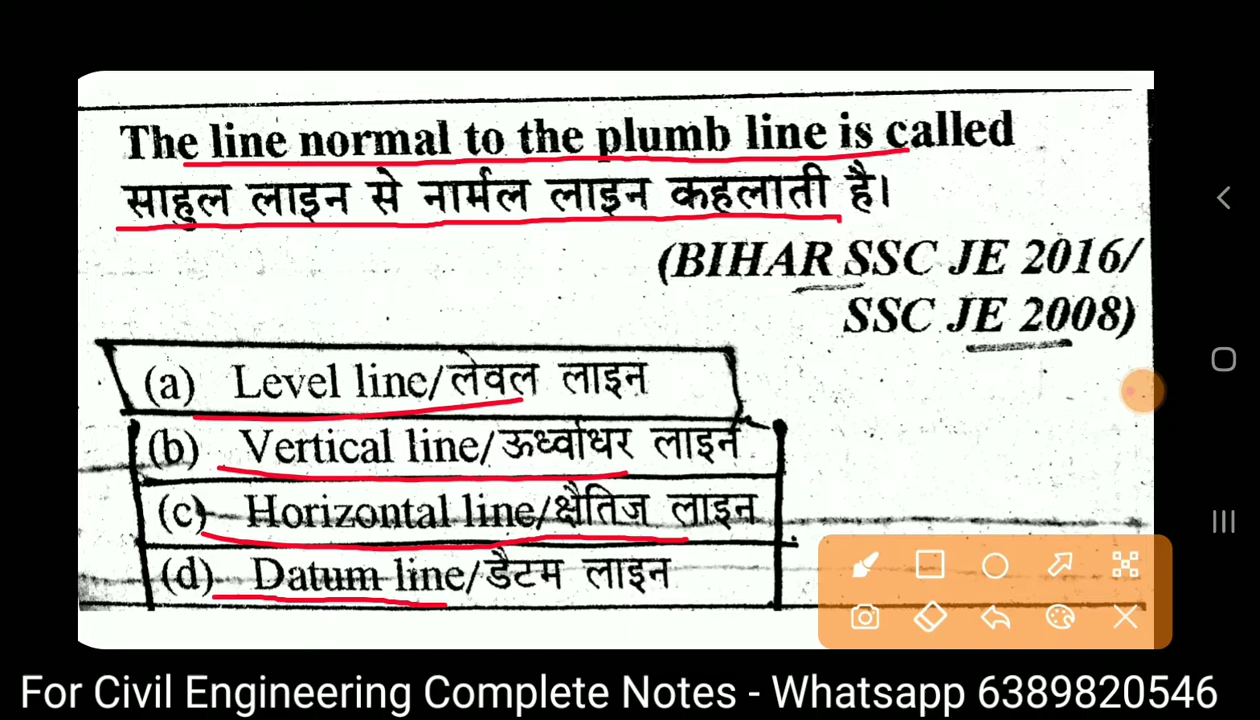 The line normal to the plumb line is called
साहुल लाइन से नार्मल लाइन कहलाती है।
(BIHAR SSC JE 2016/
SSC JE 2008)
(a) Level line/लेवल लाइन
(b) Vertical line/ऊर्ध्वाधर लाइन
(c) Horizontal line/क्षैतिज लाइन
(d) Datum line/डैटम लाइन
For Civil Engineering Complete Notes - Whatsapp 6389820546